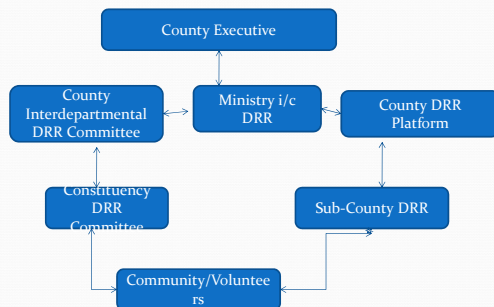 County Executive
County
Interdepartmental
DRR Committee
Ministry i/c
DRR
County DRR
Platform
Constituency
DRR
Committee
Sub-County DRR
Community/Voluntee
rs